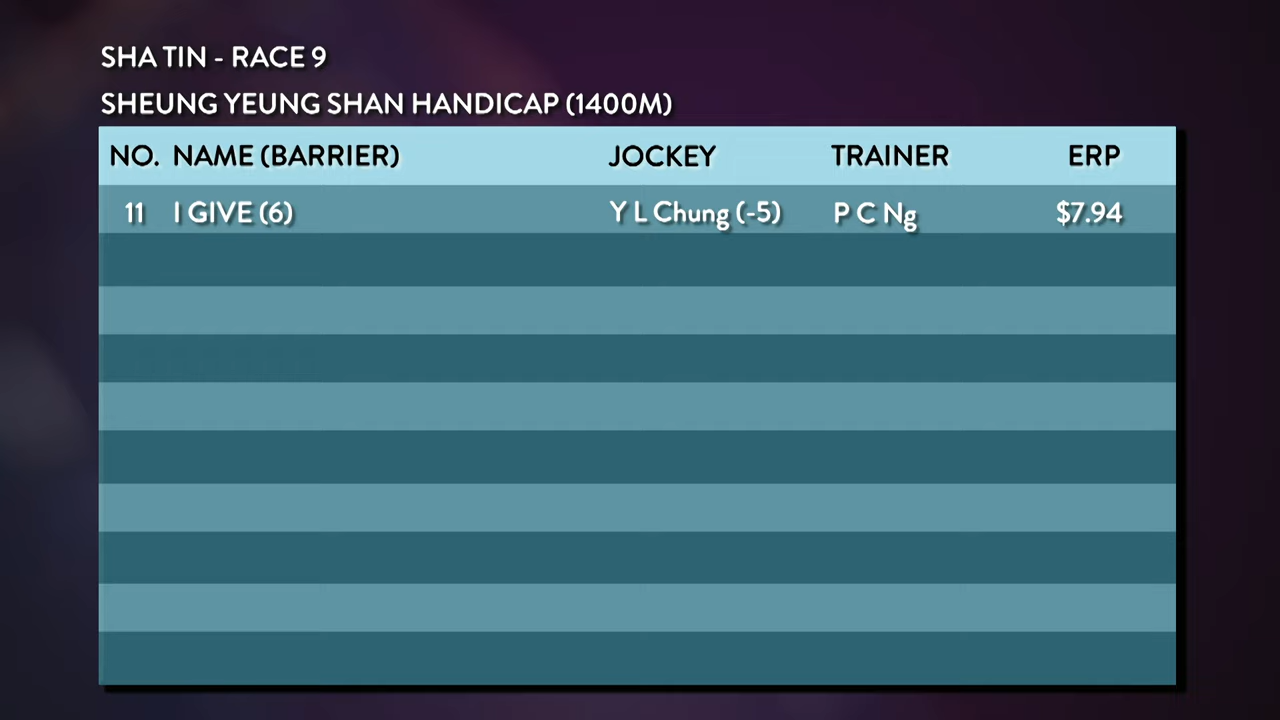 SHA TIN - RACE 9
SHEUNG YEUNG SHAN HANDICAP (1400M)
NO. NAME (BARRIER) JOCKEY TRAINER ERP
11 I GIVE (6) Y L Chung (-5) P C Ng $7.94